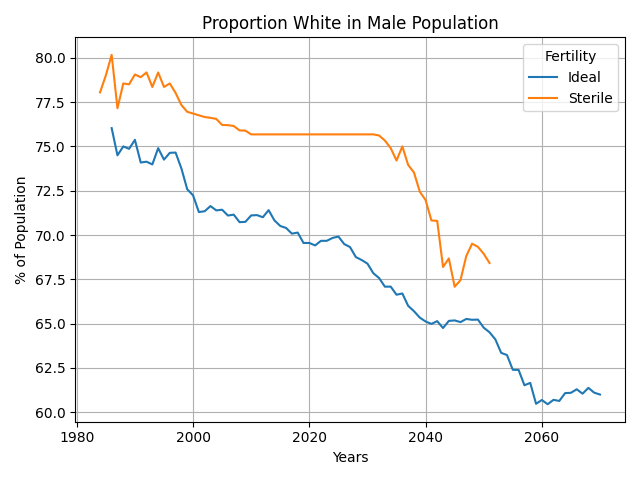 Proportion White in Male Population
Fertility
Ideal
Sterile
% of Population
80.0
77.5
75.0
72.5
70.0
67.5
65.0
62.5
60.0
1980
2000
2020
2040
2060
Years